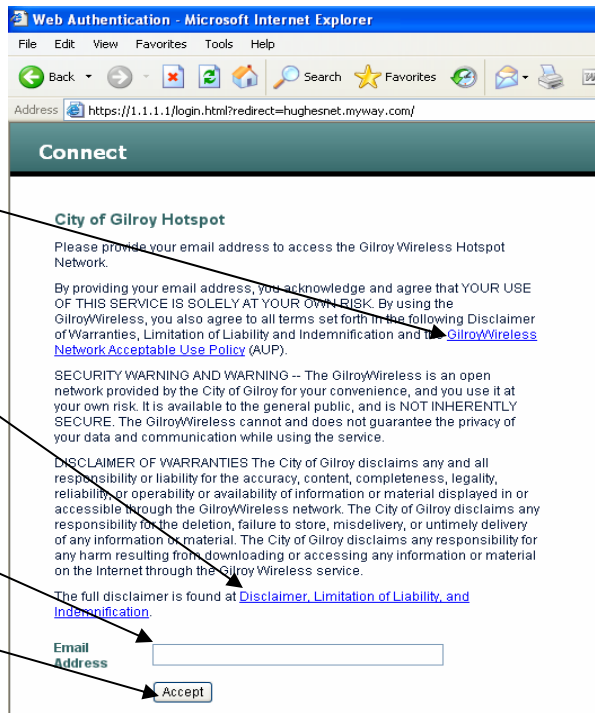 Web Authentication - Microsoft Internet Explorer
File Edit View Favorites Tools Help
Back Search Favorites
Address https://1.1.1.1/login.html?redirect=hughesnet.myway.com/
Connect
City of Gilroy Hotspot
Please provide your email address to access the Gilroy Wireless Hotspot
Network.
By providing your email address, you acknowledge and agree that YOUR USE
OF THIS SERVICE IS SOLELY AT YOUR OWN RISK. By using the
GilroyWireless, you also agree to all terms set forth in the following Disclaimer
of Warranties, Limitation of Liability and Indemnification and the GilroyWireless
Network Acceptable Use Policy (AUP).
SECURITY WARNING AND WARNING -- The GilroyWireless is an open
network provided by the City of Gilroy for your convenience, and you use it at
your own risk. It is available to the general public, and is NOT INHERENTLY
SECURE. The GilroyWireless cannot and does not guarantee the privacy of
your data and communication while using the service.
DISCLAIMER OF WARRANTIES The City of Gilroy disclaims any and all
responsibility or liability for the accuracy, content, completeness, legality,
reliability, or operability or availability of information or material displayed in or
accessible through the GilroyWireless network. The City of Gilroy disclaims any
responsibility for the deletion, failure to store, misdelivery, or untimely delivery
of any information or material. The City of Gilroy disclaims any responsibility for
any harm resulting from downloading or accessing any information or material
on the Internet through the Gilroy Wireless service.
The full disclaimer is found at Disclaimer, Limitation of Liability, and
Indemnification.
Email
Address
Accept